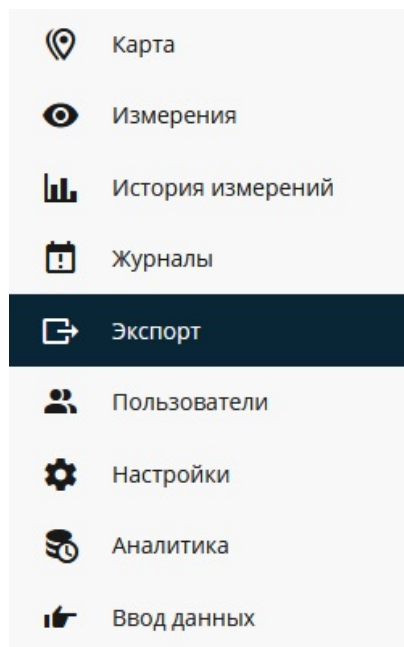 Карта
Измерения
История измерений
Журналы
Экспорт
Пользователи
Настройки
Аналитика
Ввод данных